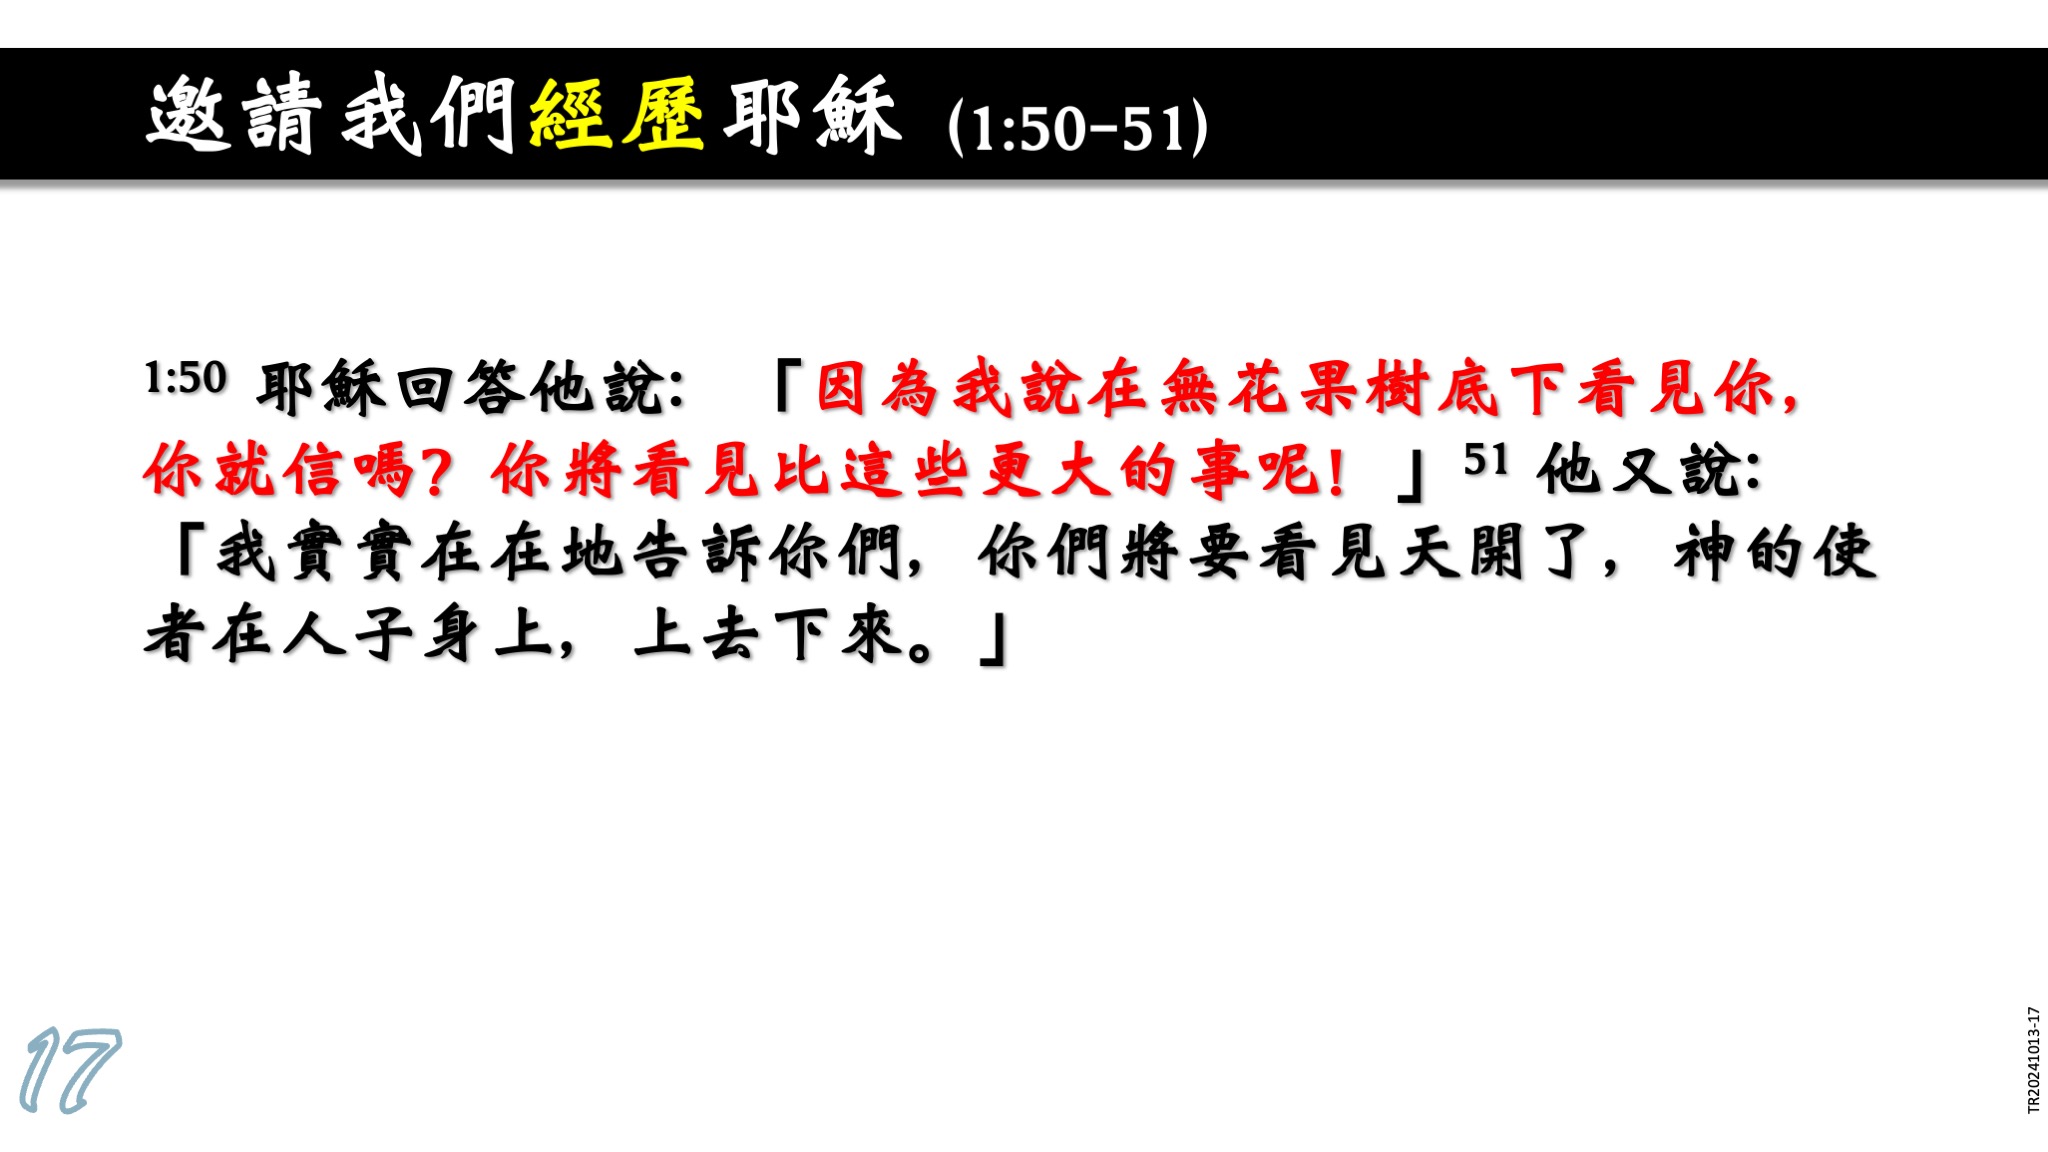 邀請我們經歷耶穌 (1:50-51)
1:50 耶穌回答他說:「因為我說在無花果樹底下看見你,
你就信嗎? 你將看見比這些更大的事呢!」51 他又說:
「我實實在在地告訴你們, 你們將要看見天開了, 神的使
者在人子身上, 上去下來。」
17
TR20241013-17